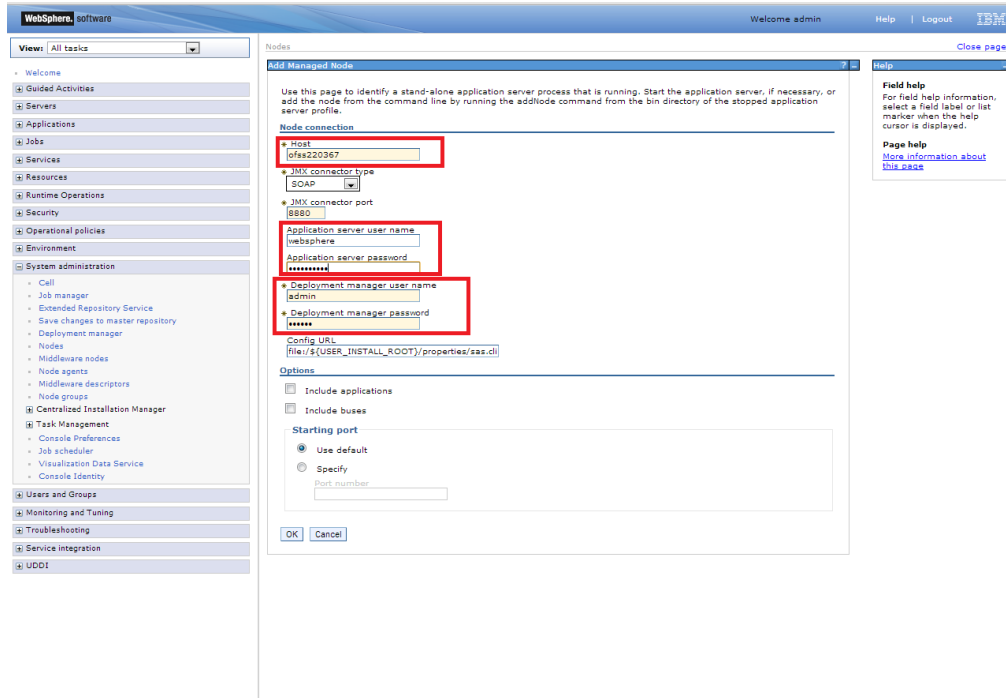 WebSphere. software
Welcome admin
Help | Logout
IBM
View: All tasks
Welcome
Guided Activities
Servers
Applications
Jobs
Services
Resources
Runtime Operations
Security
Operational policies
Environment
System administration
Cell
Job manager
Extended Repository Service
Save changes to master repository
Deployment manager
Nodes
Middleware nodes
Node agents
Middleware descriptors
Node groups
Centralized Installation Manager
Task Management
Console Preferences
Job scheduler
Visualization Data Service
Console Identity
Users and Groups
Monitoring and Tuning
Troubleshooting
Service integration
UDDI
Nodes
Close page
Add Managed Node
? –
Use this page to identify a stand-alone application server process that is running. Start the application server, if necessary, or
add the node from the command line by running the addNode command from the bin directory of the stopped application
server profile.
Node connection
* Host
ofss220367
* JMX connector type
SOAP
* JMX connector port
8880
Application server user name
websphere
Application server password
••••••••••
* Deployment manager user name
admin
* Deployment manager password
••••••
Config URL
file:/${USER_INSTALL_ROOT}/properties/sas.cli
Options
Include applications
Include buses
Starting port
Use default
Specify
Port number
OK Cancel
Help
Field help
For field help information,
select a field label or list
marker when the help
cursor is displayed.
Page help
More information about
this page